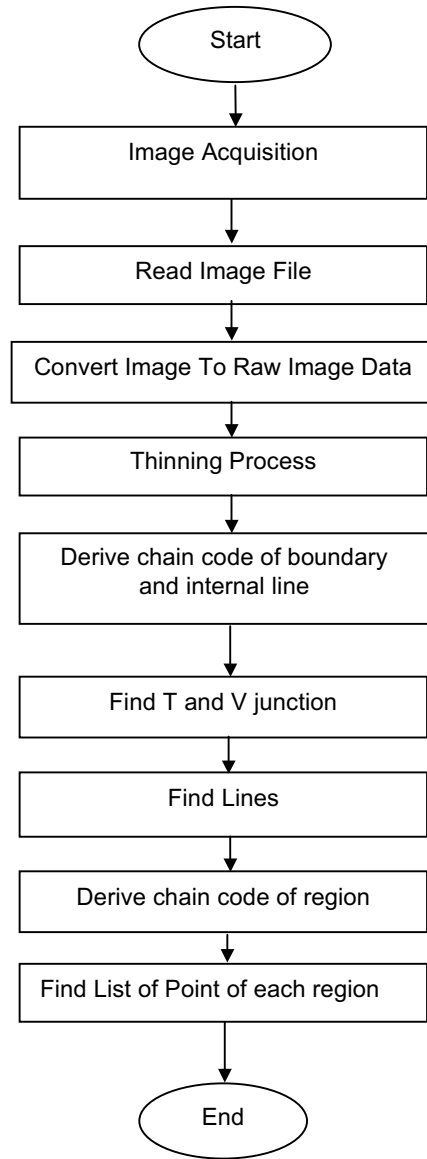 Start
Image Acquisition
Read Image File
Convert Image To Raw Image Data
Thinning Process
Derive chain code of boundary
and internal line
Find T and V junction
Find Lines
Derive chain code of region
Find List of Point of each region
End